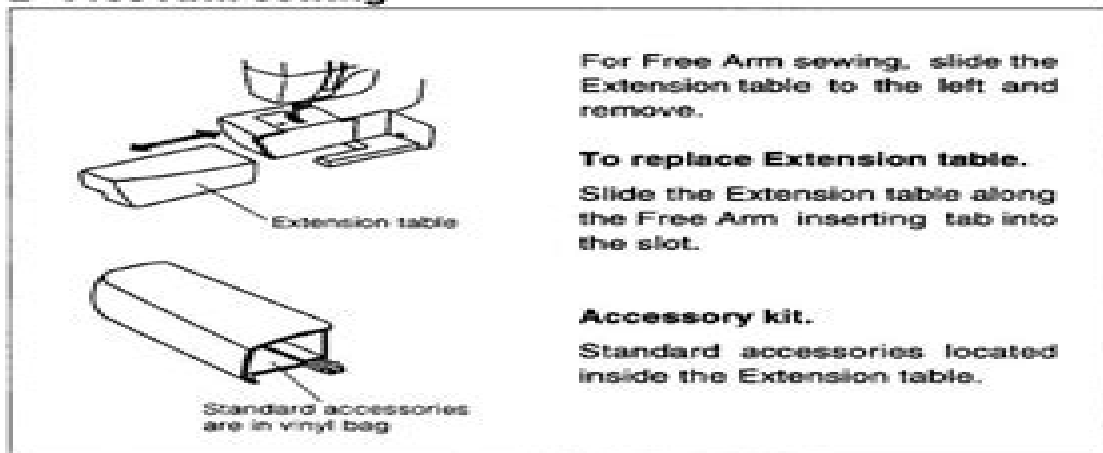 For Free Arm sewing, slide the
Extension table to the left and
remove.
To replace Extension table.
Slide the Extension table along
the Free Arm inserting tab into
the slot.
Extension table
Accessory kit.
Standard accessories located
inside the Extension table.
Standard accessories
are in vinyl bag